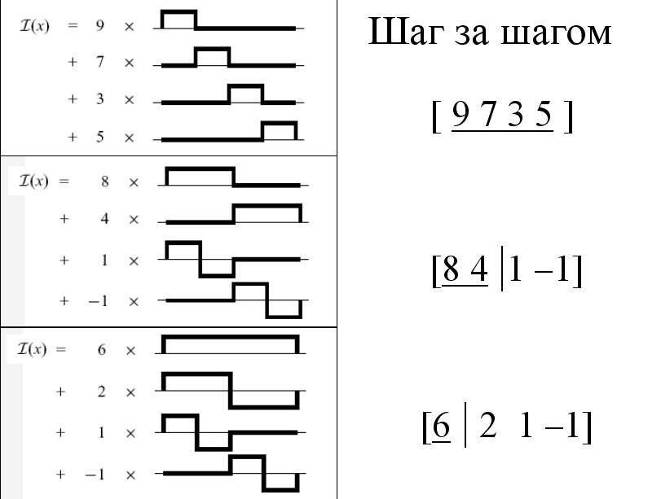 Шаг за шагом
I(x) = 9 ×
+ 7 ×
+ 3 ×
+ 5 ×
[ 9 7 3 5 ]
I(x) = 8 ×
+ 4 ×
+ 1 ×
+ −1 ×
[8 4 |1 −1]
I(x) = 6 ×
+ 2 ×
+ 1 ×
+ −1 ×
[6 | 2 1 −1]